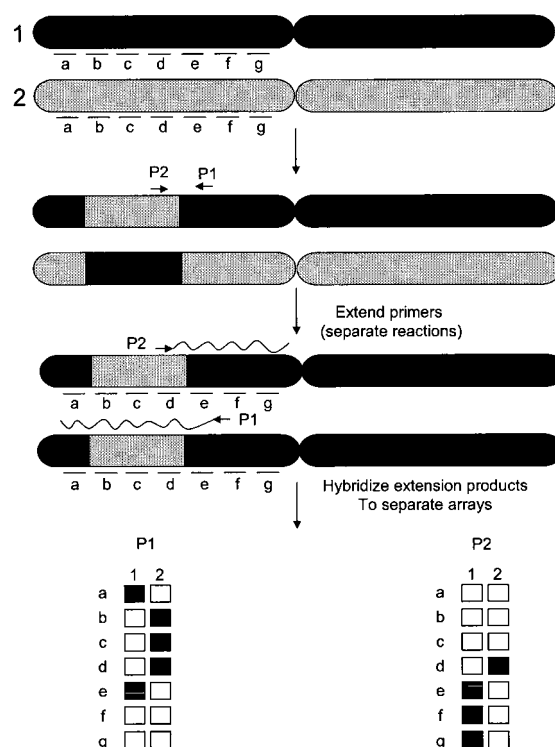 1
a b c d e f g
2
a b c d e f g
P2 P1
Extend primers
(separate reactions)
P2
a b c d e f g
P1
a b c d e f g
Hybridize extension products
To separate arrays
P1 P2
1 2 1 2
a a
b b
c c
d d
e e
f f
g g